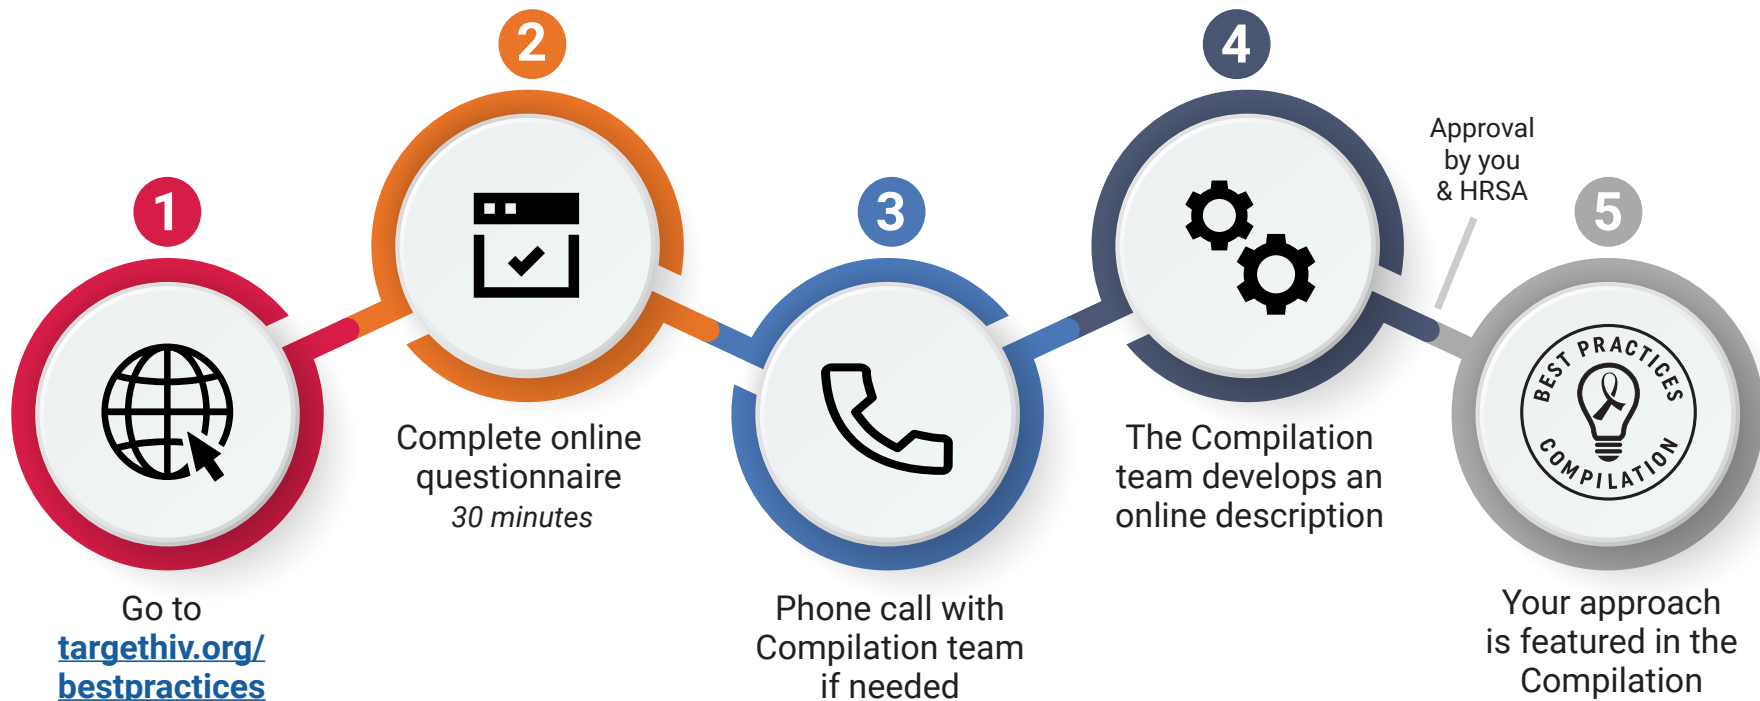 1
Go to
targethiv.org/
bestpractices
2
Complete online
questionnaire
30 minutes
3
Phone call with
Compilation team
if needed
4
The Compilation
team develops an
online description
Approval
by you
& HRSA
5
BEST PRACTICES
COMPILATION
Your approach
is featured in the
Compilation